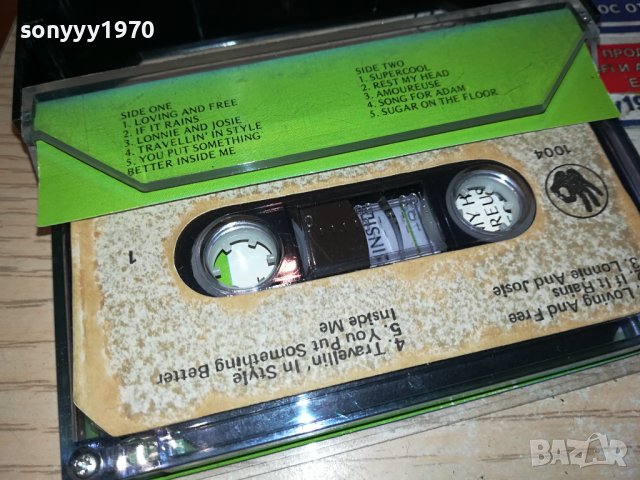 sonyyy1970
SIDE ONE
1. LOVING AND FREE
2. IF IT RAINS
3. LONNIE AND JOSIE
4. TRAVELLIN' IN STYLE
5. YOU PUT SOMETHING
BETTER INSIDE ME
SIDE TWO
1. SUPERCOOL
2. REST MY HEAD
3. AMOUREUSE
4. SONG FOR ADAM
5. SUGAR ON THE FLOOR
ОС ОТ
1004
1
Loving And Free
If It Rains
3. Lonnie And Josie
4. Travellin' In Style
5. You Put Something Better
Inside Me
BAZAR